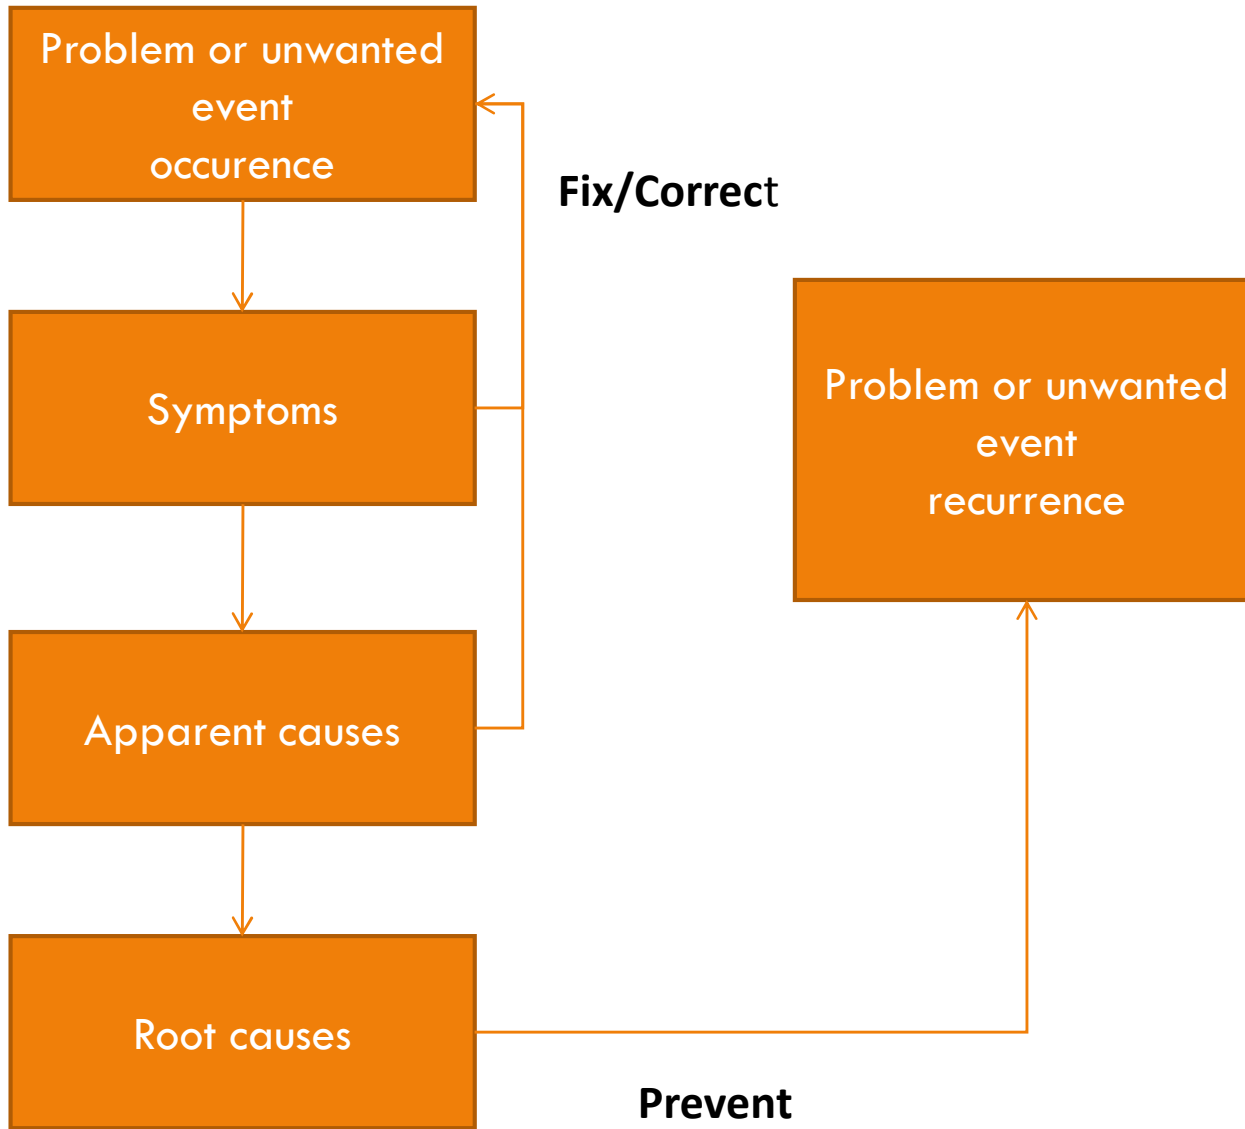 Problem or unwanted
event
occurence
Fix/Correct
Symptoms
Problem or unwanted
event
recurrence
Apparent causes
Root causes
Prevent